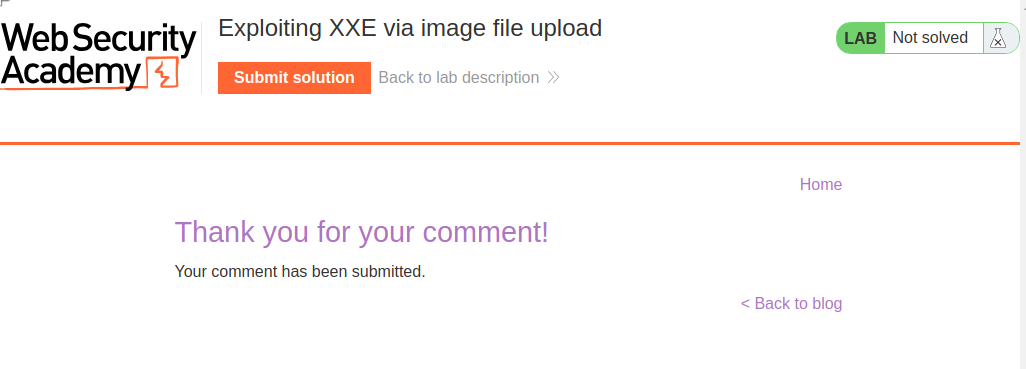 Web Security
Academy
Exploiting XXE via image file upload
Submit solution
Back to lab description
LAB
Not solved
Home
Thank you for your comment!
Your comment has been submitted.
< Back to blog